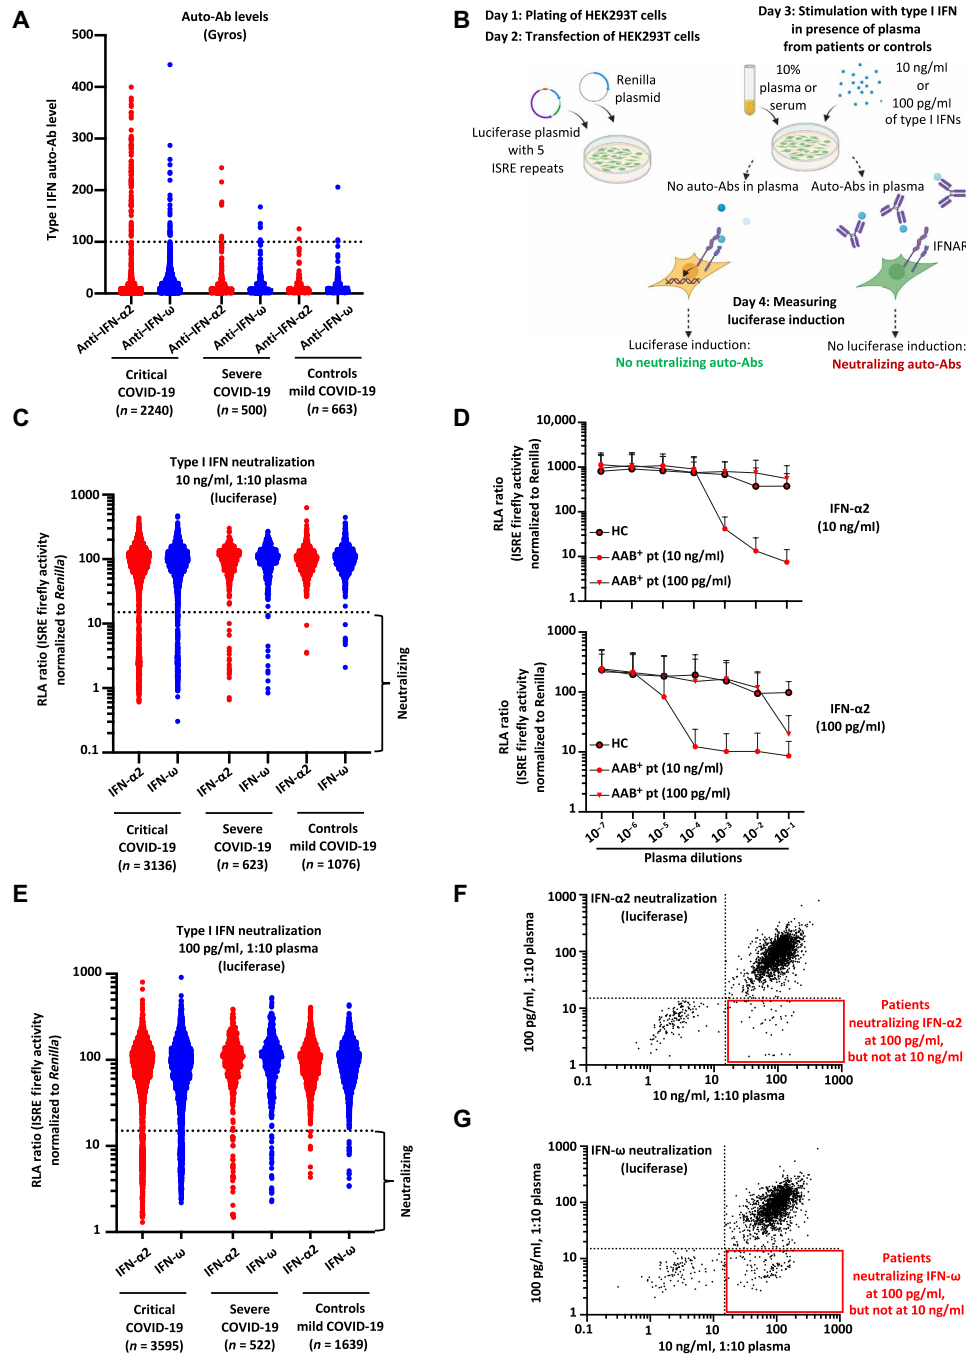 A
Auto-Ab levels
(Gyros)
Type I IFN auto-Ab level
500
400
300
200
100
0
Anti–IFN-α2
Anti–IFN-ω
Anti–IFN-α2
Anti–IFN-ω
Anti–IFN-α2
Anti–IFN-ω
Critical
COVID-19
(n = 2240)
Severe
COVID-19
(n = 500)
Controls
mild COVID-19
(n = 663)
B
Day 1: Plating of HEK293T cells
Day 2: Transfection of HEK293T cells
Renilla
plasmid
Luciferase plasmid
with 5
ISRE repeats
Day 3: Stimulation with type I IFN
in presence of plasma
from patients or controls
10%
plasma or
serum
10 ng/ml
or
100 pg/ml
of type I IFNs
No auto-Abs in plasma
Auto-Abs in plasma
IFNAR
Day 4: Measuring
luciferase induction
Luciferase induction:
No neutralizing auto-Abs
No luciferase induction:
Neutralizing auto-Abs
C
Type I IFN neutralization
10 ng/ml, 1:10 plasma
(luciferase)
RLA ratio (ISRE firefly activity
normalized to Renilla)
1000
100
10
1
0.1
Neutralizing
IFN-α2
IFN-ω
IFN-α2
IFN-ω
IFN-α2
IFN-ω
Critical
COVID-19
(n = 3136)
Severe
COVID-19
(n = 623)
Controls
mild COVID-19
(n = 1076)
D
RLA ratio
(ISRE firefly activity
normalized to Renilla)
10,000
1000
100
10
1
HC
AAB+ pt (10 ng/ml)
AAB+ pt (100 pg/ml)
IFN-α2
(10 ng/ml)
RLA ratio
(ISRE firefly activity
normalized to Renilla)
1000
100
10
1
HC
AAB+ pt (10 ng/ml)
AAB+ pt (100 pg/ml)
IFN-α2
(100 pg/ml)
10−7
10−6
10−5
10−4
10−3
10−2
10−1
Plasma dilutions
E
Type I IFN neutralization
100 pg/ml, 1:10 plasma
(luciferase)
RLA ratio (ISRE firefly activity
normalized to Renilla)
1000
100
10
1
Neutralizing
IFN-α2
IFN-ω
IFN-α2
IFN-ω
IFN-α2
IFN-ω
Critical
COVID-19
(n = 3595)
Severe
COVID-19
(n = 522)
Controls
mild COVID-19
(n = 1639)
F
IFN-α2 neutralization
(luciferase)
100 pg/ml, 1:10 plasma
1000
100
10
1
0.1
1
10
100
1000
10 ng/ml, 1:10 plasma
Patients
neutralizing IFN-α2
at 100 pg/ml,
but not at 10 ng/ml
G
IFN-ω neutralization
(luciferase)
100 pg/ml, 1:10 plasma
1000
100
10
1
0.1
1
10
100
1000
10 ng/ml, 1:10 plasma
Patients
neutralizing IFN-ω
at 100 pg/ml,
but not at 10 ng/ml